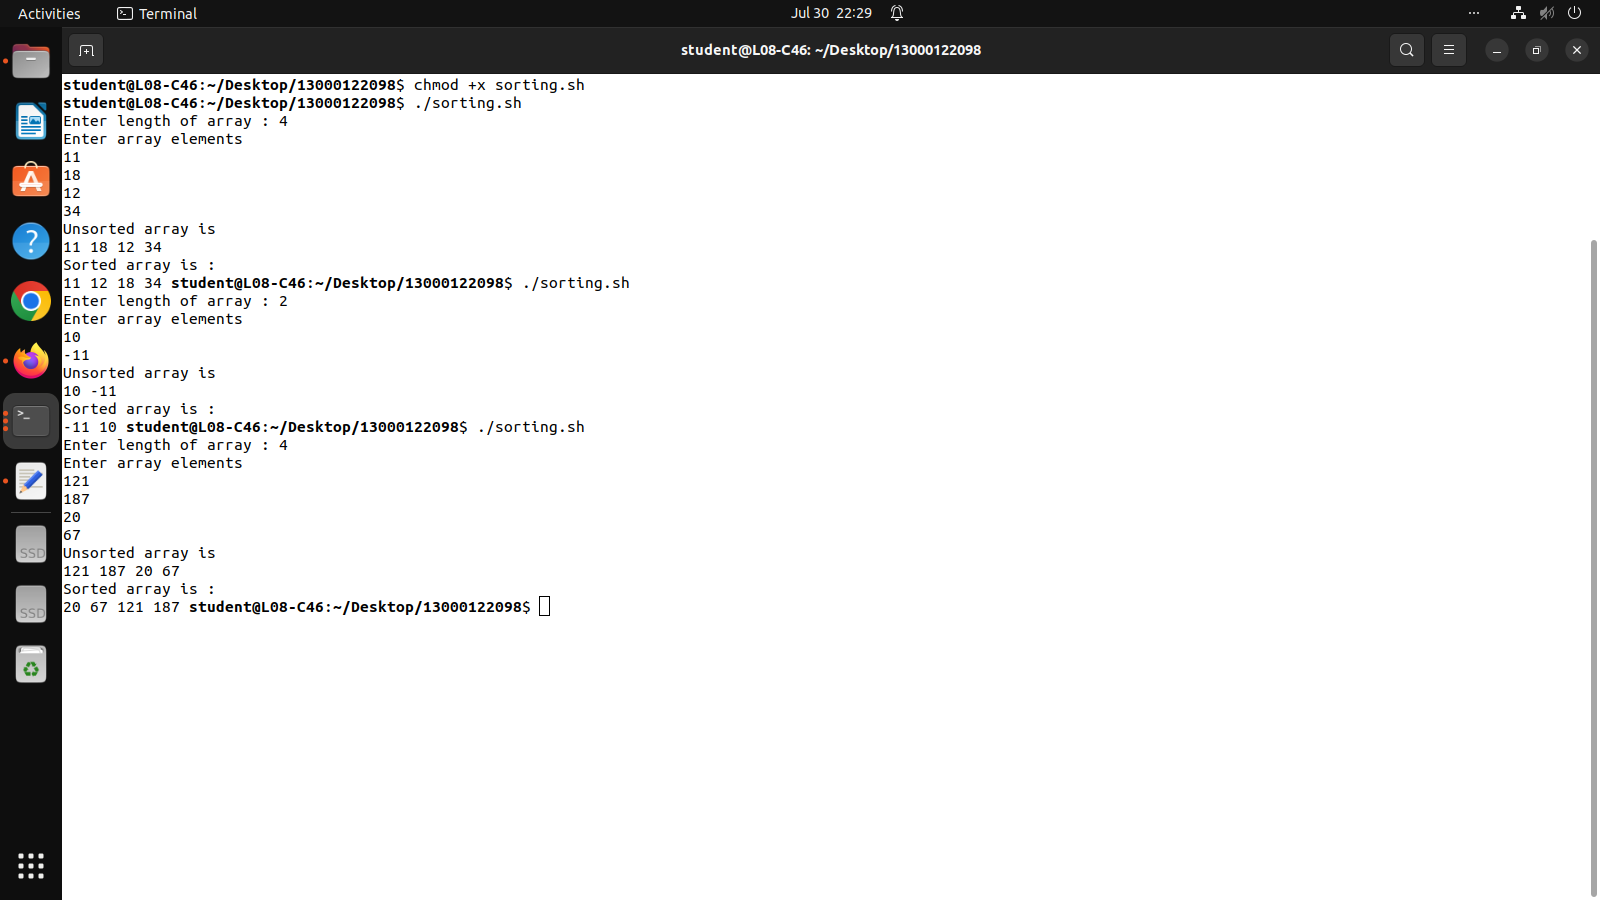 Activities
Terminal
Jul 30 22:29
student@L08-C46: ~/Desktop/13000122098
student@L08-C46:~/Desktop/13000122098$ chmod +x sorting.sh
student@L08-C46:~/Desktop/13000122098$ ./sorting.sh
Enter length of array : 4
Enter array elements
11
18
12
34
Unsorted array is
11 18 12 34
Sorted array is :
11 12 18 34 student@L08-C46:~/Desktop/13000122098$ ./sorting.sh
Enter length of array : 2
Enter array elements
10
-11
Unsorted array is
10 -11
Sorted array is :
-11 10 student@L08-C46:~/Desktop/13000122098$ ./sorting.sh
Enter length of array : 4
Enter array elements
121
187
20
67
Unsorted array is
121 187 20 67
Sorted array is :
20 67 121 187 student@L08-C46:~/Desktop/13000122098$
SSD
SSD